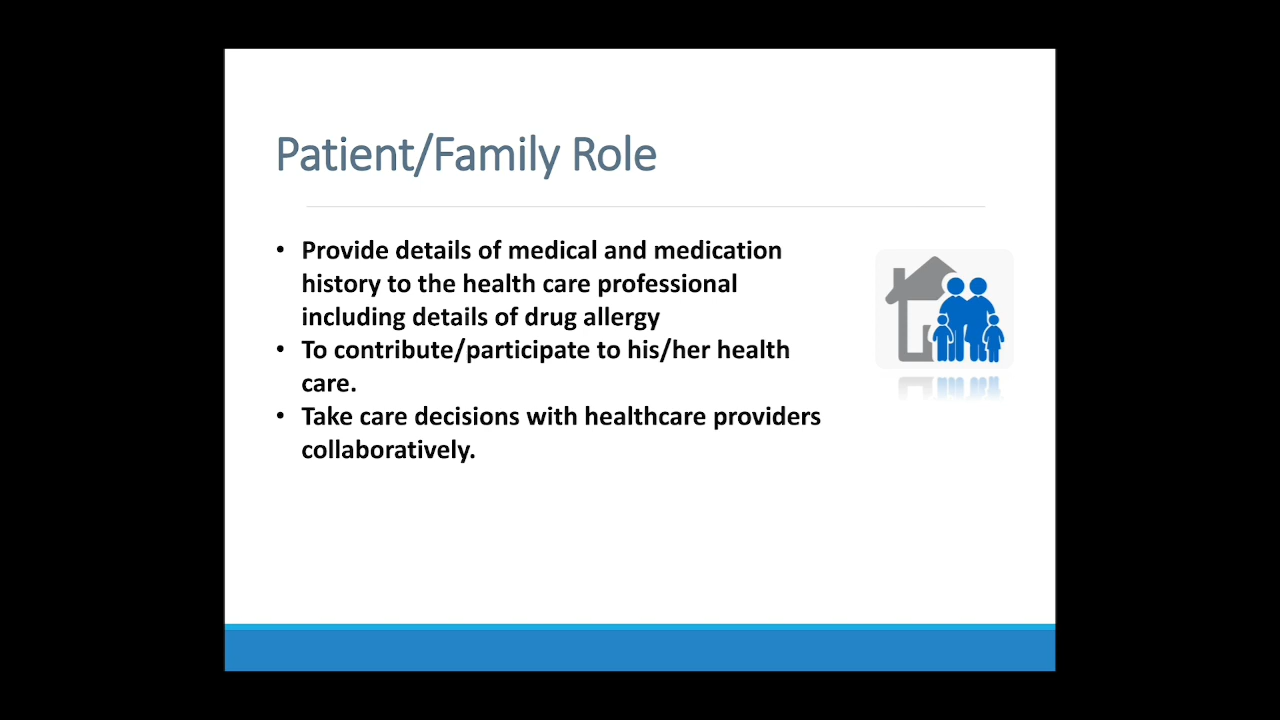 Patient/Family Role
• Provide details of medical and medication
history to the health care professional
including details of drug allergy
• To contribute/participate to his/her health
care.
• Take care decisions with healthcare providers
collaboratively.